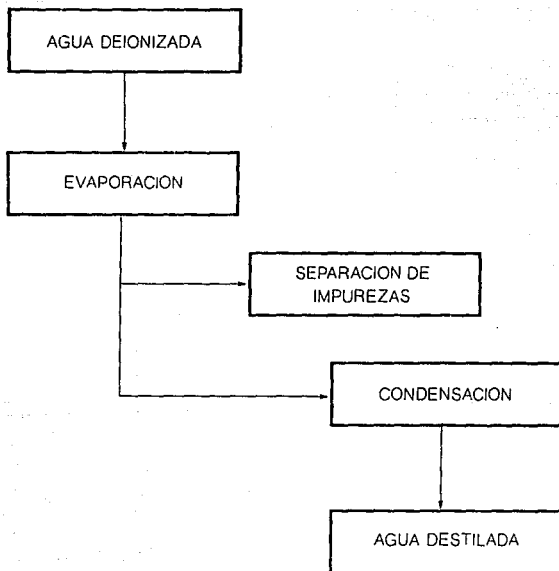 AGUA DEIONIZADA
EVAPORACION
SEPARACION DE
IMPUREZAS
CONDENSACION
AGUA DESTILADA